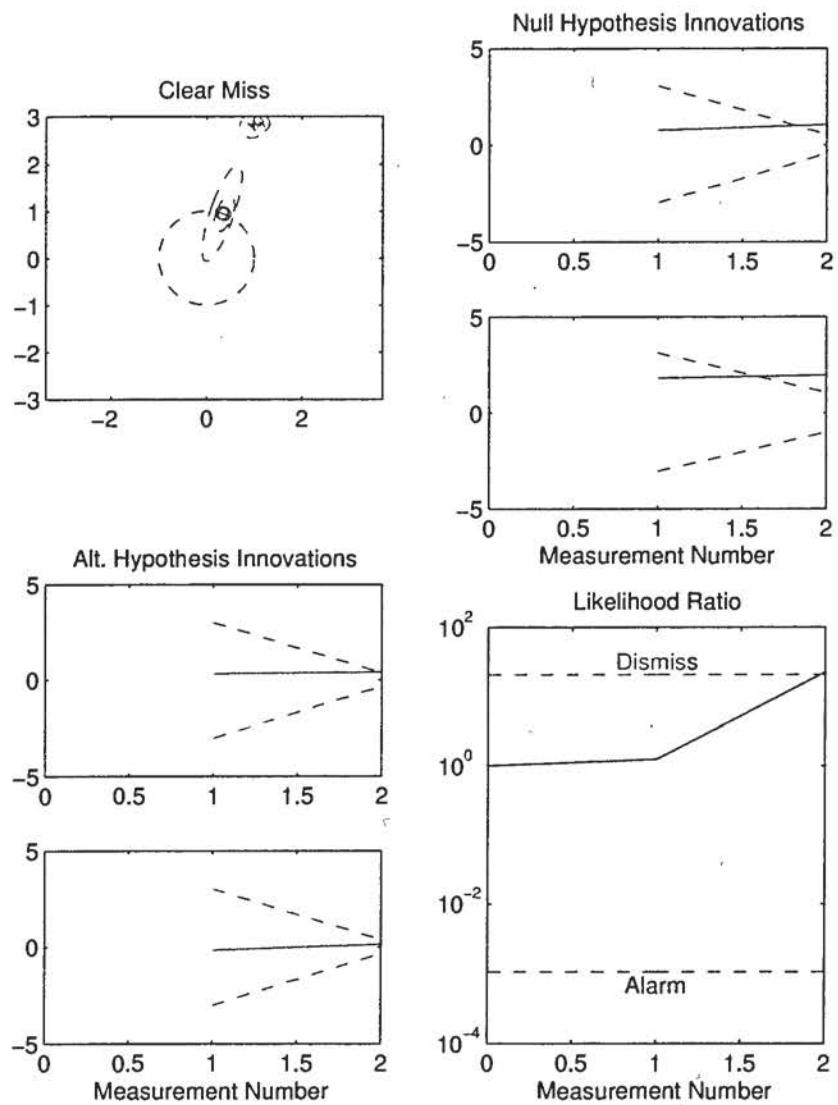 Clear Miss
3
2
1
0
−1
−2
−3
−2 0 2
Null Hypothesis Innovations
5
0
−5
0 0.5 1 1.5 2
5
0
−5
0 0.5 1 1.5 2
Measurement Number
Alt. Hypothesis Innovations
5
0
−5
0 0.5 1 1.5 2
5
0
−5
0 0.5 1 1.5 2
Measurement Number
Likelihood Ratio
10^2
Dismiss
10^0
10^−2
Alarm
10^−4
0 1 2
Measurement Number